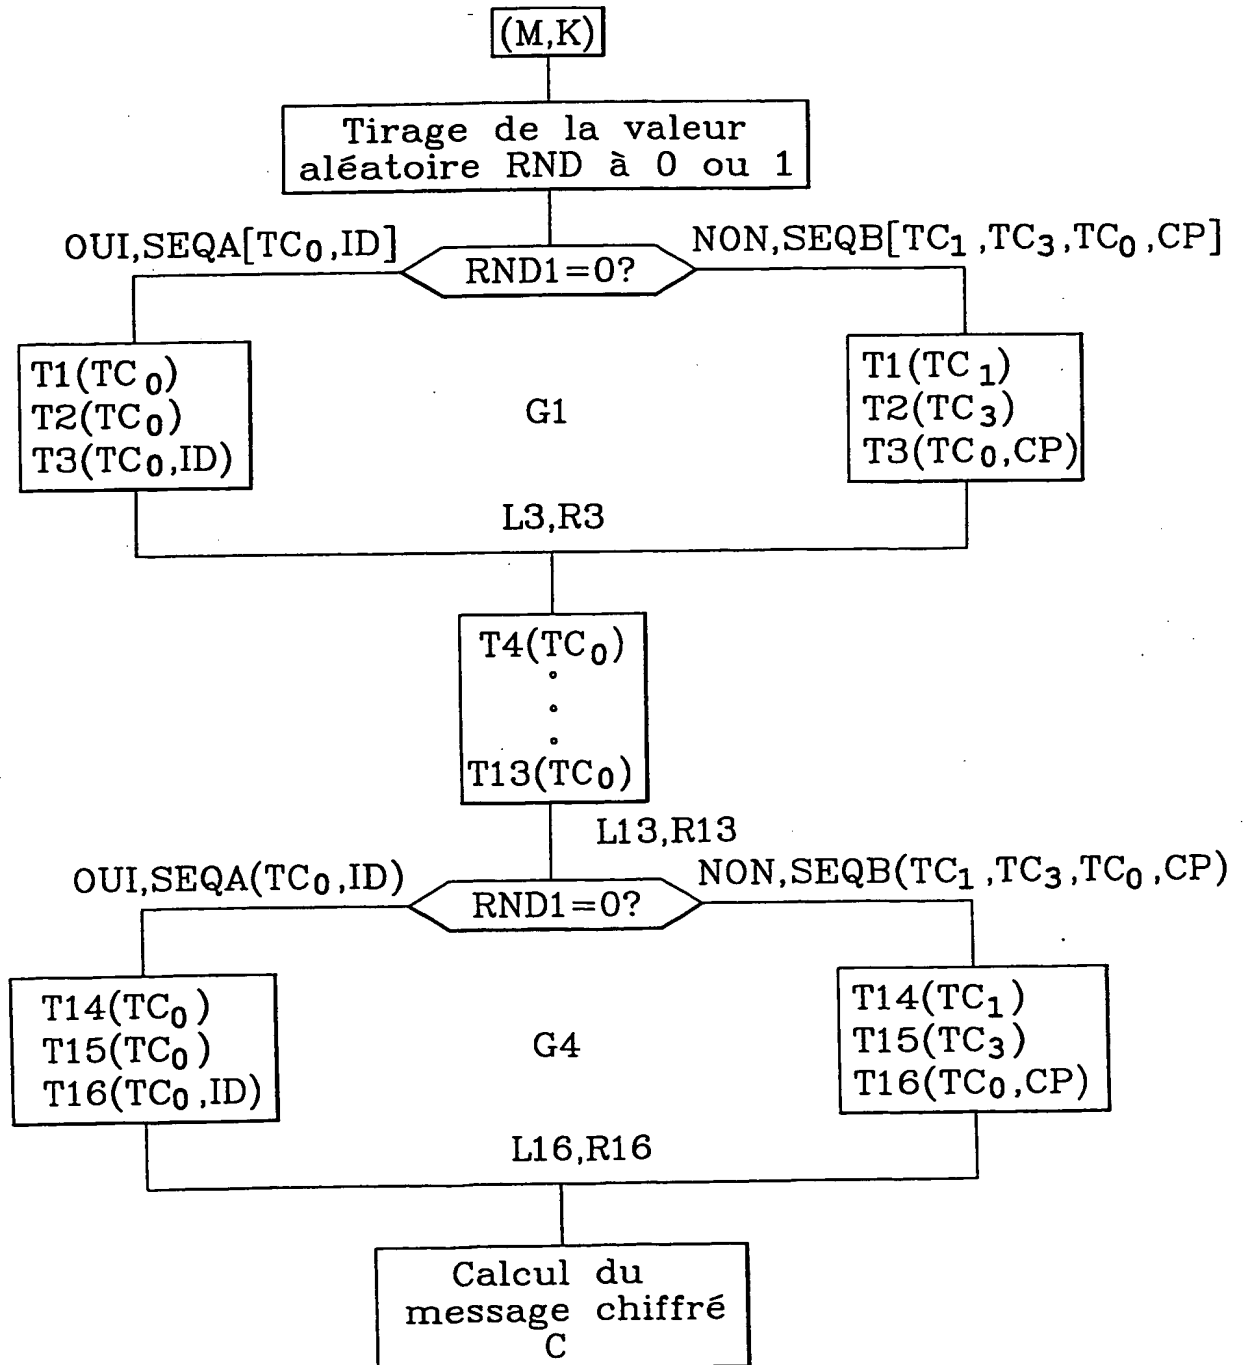 (M,K)
Tirage de la valeur
aléatoire RND à 0 ou 1
OUI,SEQA[TC0,ID]
NON,SEQB[TC1,TC3,TC0,CP]
RND1=0?
T1(TC0)
T2(TC0)
T3(TC0,ID)
G1
T1(TC1)
T2(TC3)
T3(TC0,CP)
L3,R3
T4(TC0)
T13(TC0)
L13,R13
OUI,SEQA(TC0,ID)
NON,SEQB(TC1,TC3,TC0,CP)
RND1=0?
T14(TC0)
T15(TC0)
T16(TC0,ID)
G4
T14(TC1)
T15(TC3)
T16(TC0,CP)
L16,R16
Calcul du
message chiffré
C